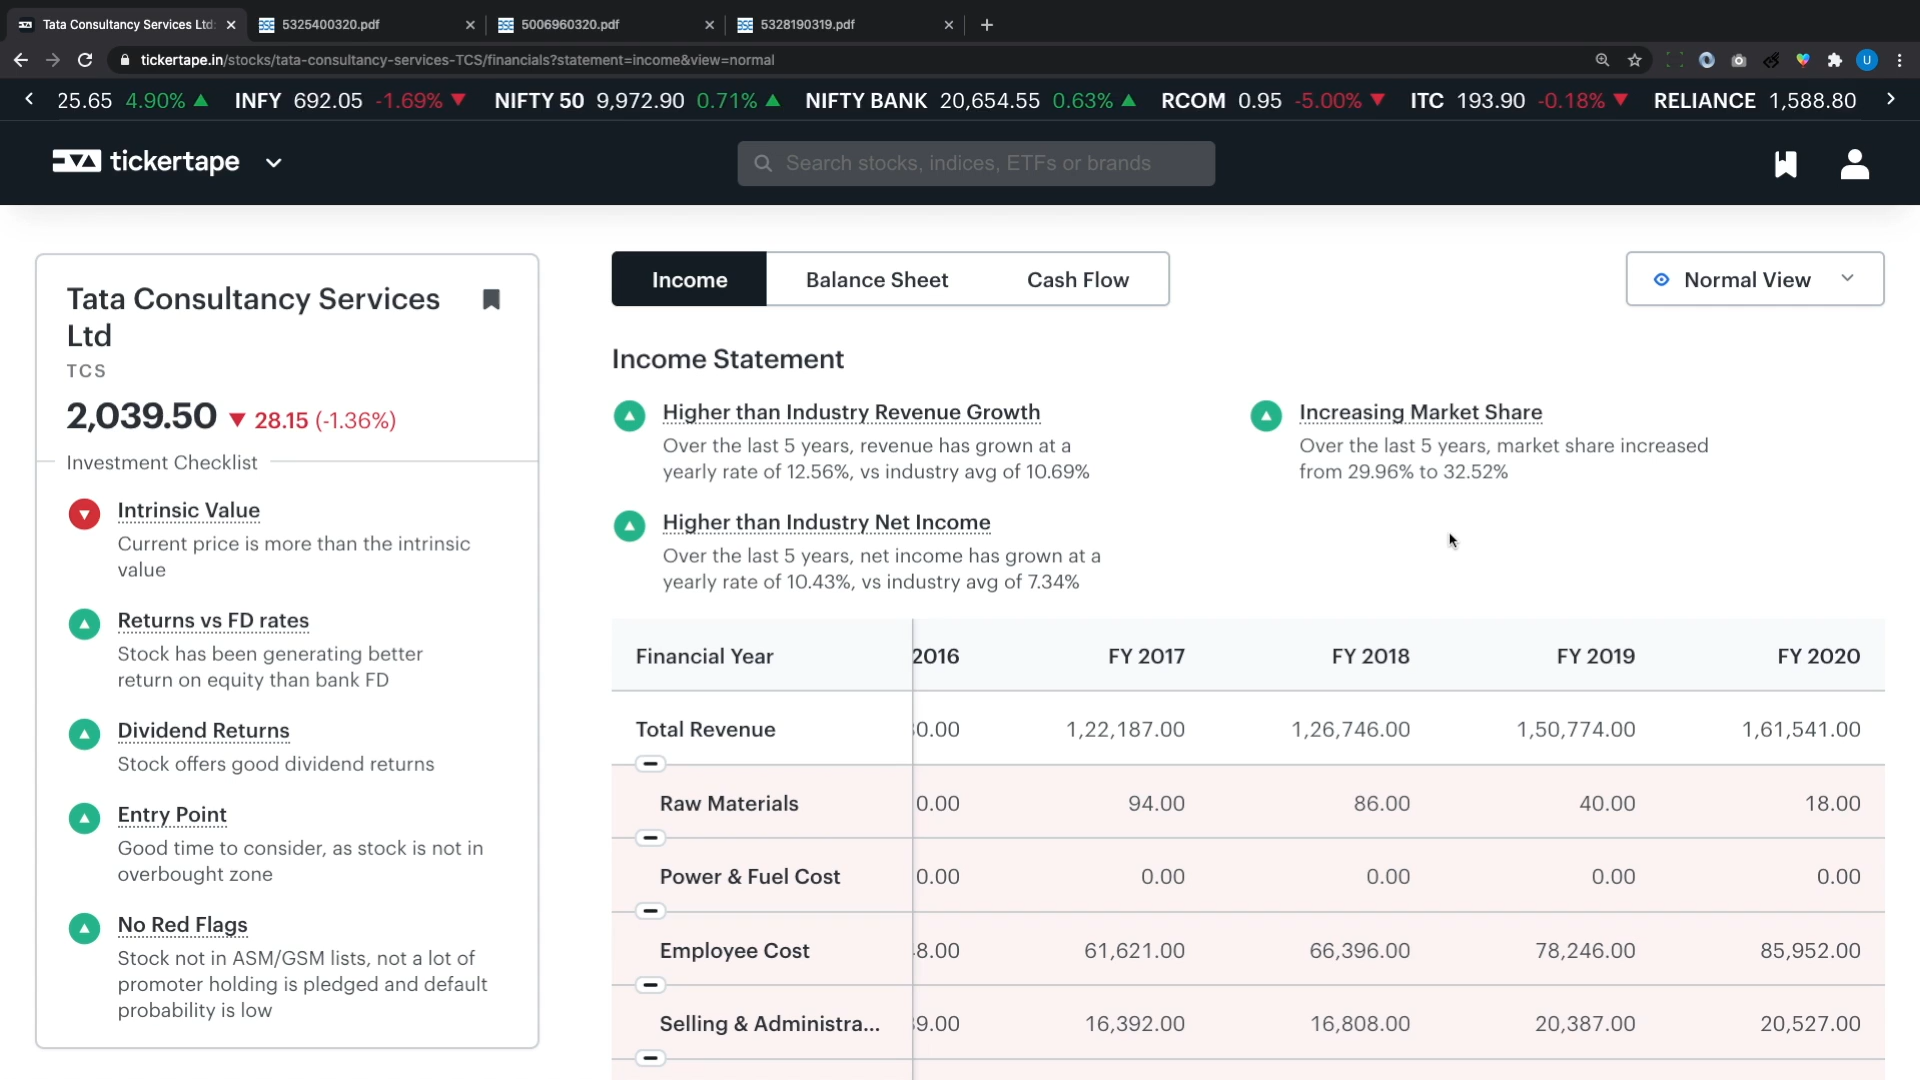 Tata Consultancy Services Ltd:
5325400320.pdf
5006960320.pdf
5328190319.pdf
tickertape.in/stocks/tata-consultancy-services-TCS/financials?statement=income&view=normal
U
25.65 4.90% INFY 692.05 -1.69% NIFTY 50 9,972.90 0.71% NIFTY BANK 20,654.55 0.63% RCOM 0.95 -5.00% ITC 193.90 -0.18% RELIANCE 1,588.80
tickertape
Search stocks, indices, ETFs or brands
Tata Consultancy Services
Ltd
TCS
2,039.50 28.15 (-1.36%)
Investment Checklist
Intrinsic Value
Current price is more than the intrinsic
value
Returns vs FD rates
Stock has been generating better
return on equity than bank FD
Dividend Returns
Stock offers good dividend returns
Entry Point
Good time to consider, as stock is not in
overbought zone
No Red Flags
Stock not in ASM/GSM lists, not a lot of
promoter holding is pledged and default
probability is low
Income Balance Sheet Cash Flow
Normal View
Income Statement
Higher than Industry Revenue Growth
Over the last 5 years, revenue has grown at a
yearly rate of 12.56%, vs industry avg of 10.69%
Increasing Market Share
Over the last 5 years, market share increased
from 29.96% to 32.52%
Higher than Industry Net Income
Over the last 5 years, net income has grown at a
yearly rate of 10.43%, vs industry avg of 7.34%
Financial Year 2016 FY 2017 FY 2018 FY 2019 FY 2020
Total Revenue 0.00 1,22,187.00 1,26,746.00 1,50,774.00 1,61,541.00
Raw Materials 0.00 94.00 86.00 40.00 18.00
Power & Fuel Cost 0.00 0.00 0.00 0.00 0.00
Employee Cost 8.00 61,621.00 66,396.00 78,246.00 85,952.00
Selling & Administra... 9.00 16,392.00 16,808.00 20,387.00 20,527.00